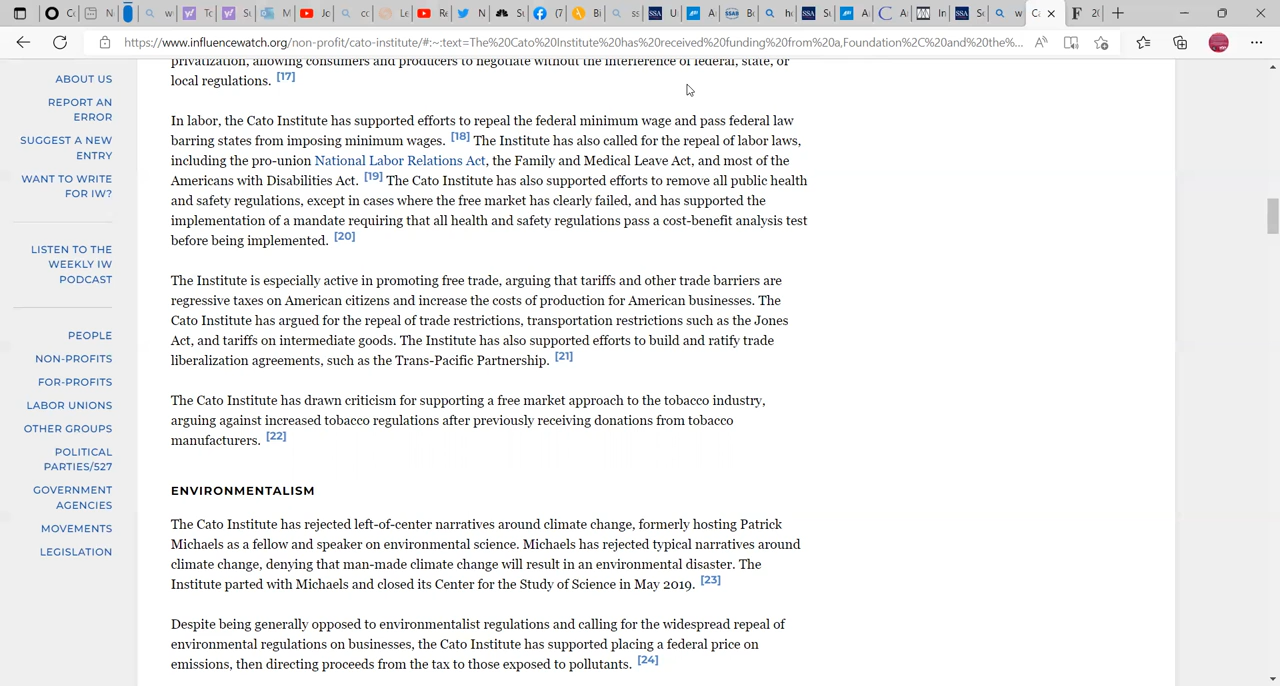 https://www.influencewatch.org/non-profit/cato-institute/#:~:text=The%20Cato%20Institute%20has%20received%20funding%20from%20a,Foundation%2C%20and%20the%...
ABOUT US
REPORT AN
ERROR
SUGGEST A NEW
ENTRY
WANT TO WRITE
FOR IW?
LISTEN TO THE
WEEKLY IW
PODCAST
PEOPLE
NON-PROFITS
FOR-PROFITS
LABOR UNIONS
OTHER GROUPS
POLITICAL
PARTIES/527
GOVERNMENT
AGENCIES
MOVEMENTS
LEGISLATION
privatization, allowing consumers and producers to negotiate without the interference of federal, state, or
local regulations. [17]
In labor, the Cato Institute has supported efforts to repeal the federal minimum wage and pass federal law
barring states from imposing minimum wages. [18] The Institute has also called for the repeal of labor laws,
including the pro-union National Labor Relations Act, the Family and Medical Leave Act, and most of the
Americans with Disabilities Act. [19] The Cato Institute has also supported efforts to remove all public health
and safety regulations, except in cases where the free market has clearly failed, and has supported the
implementation of a mandate requiring that all health and safety regulations pass a cost-benefit analysis test
before being implemented. [20]
The Institute is especially active in promoting free trade, arguing that tariffs and other trade barriers are
regressive taxes on American citizens and increase the costs of production for American businesses. The
Cato Institute has argued for the repeal of trade restrictions, transportation restrictions such as the Jones
Act, and tariffs on intermediate goods. The Institute has also supported efforts to build and ratify trade
liberalization agreements, such as the Trans-Pacific Partnership. [21]
The Cato Institute has drawn criticism for supporting a free market approach to the tobacco industry,
arguing against increased tobacco regulations after previously receiving donations from tobacco
manufacturers. [22]
ENVIRONMENTALISM
The Cato Institute has rejected left-of-center narratives around climate change, formerly hosting Patrick
Michaels as a fellow and speaker on environmental science. Michaels has rejected typical narratives around
climate change, denying that man-made climate change will result in an environmental disaster. The
Institute parted with Michaels and closed its Center for the Study of Science in May 2019. [23]
Despite being generally opposed to environmentalist regulations and calling for the widespread repeal of
environmental regulations on businesses, the Cato Institute has supported placing a federal price on
emissions, then directing proceeds from the tax to those exposed to pollutants. [24]